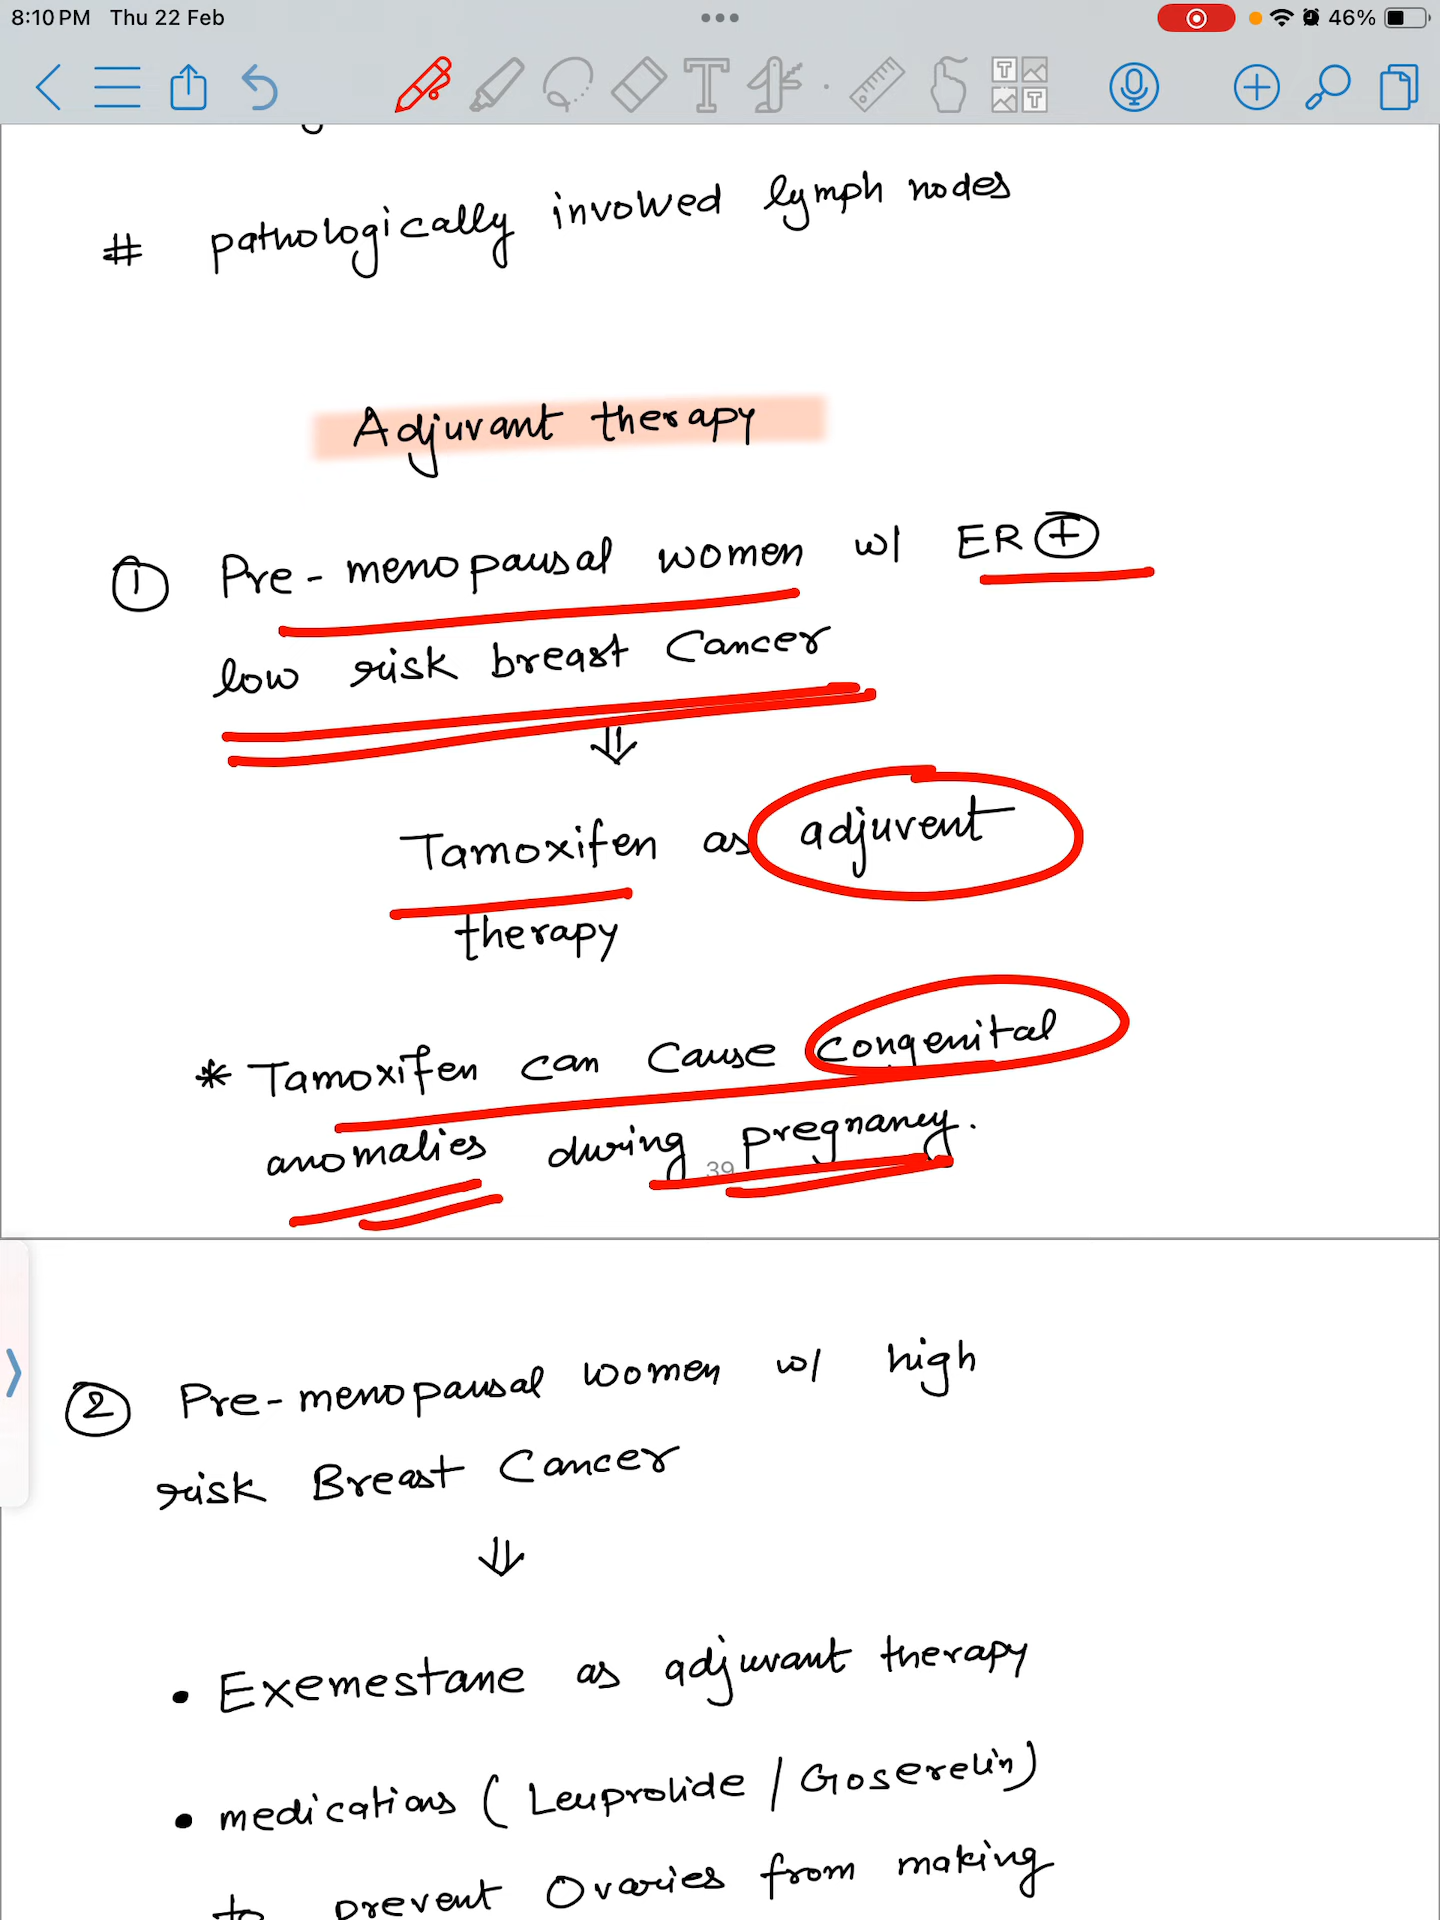 8:10 PM Thu 22 Feb
46%
# pathologically involved lymph nodes
Adjuvant therapy
① Pre-menopausal women w/ ER ⊕
low risk breast Cancer
⇓
Tamoxifen as adjuvent
therapy
* Tamoxifen can cause congenital
anomalies during pregnancy.
39
② Pre-menopausal women w/ high
risk Breast Cancer
⇓
• Exemestane as adjuvant therapy
• medications (Leuprolide / Goserelin)
to prevent Ovaries from making